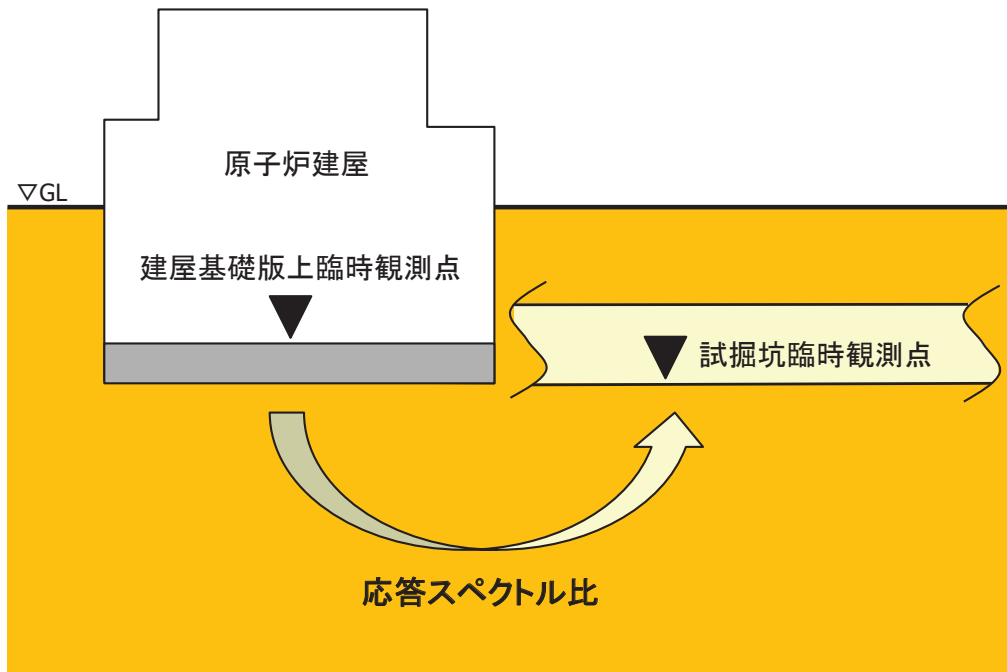 原子炉建屋
▽GL
建屋基礎版上臨時観測点
試掘坑臨時観測点
応答スペクトル比